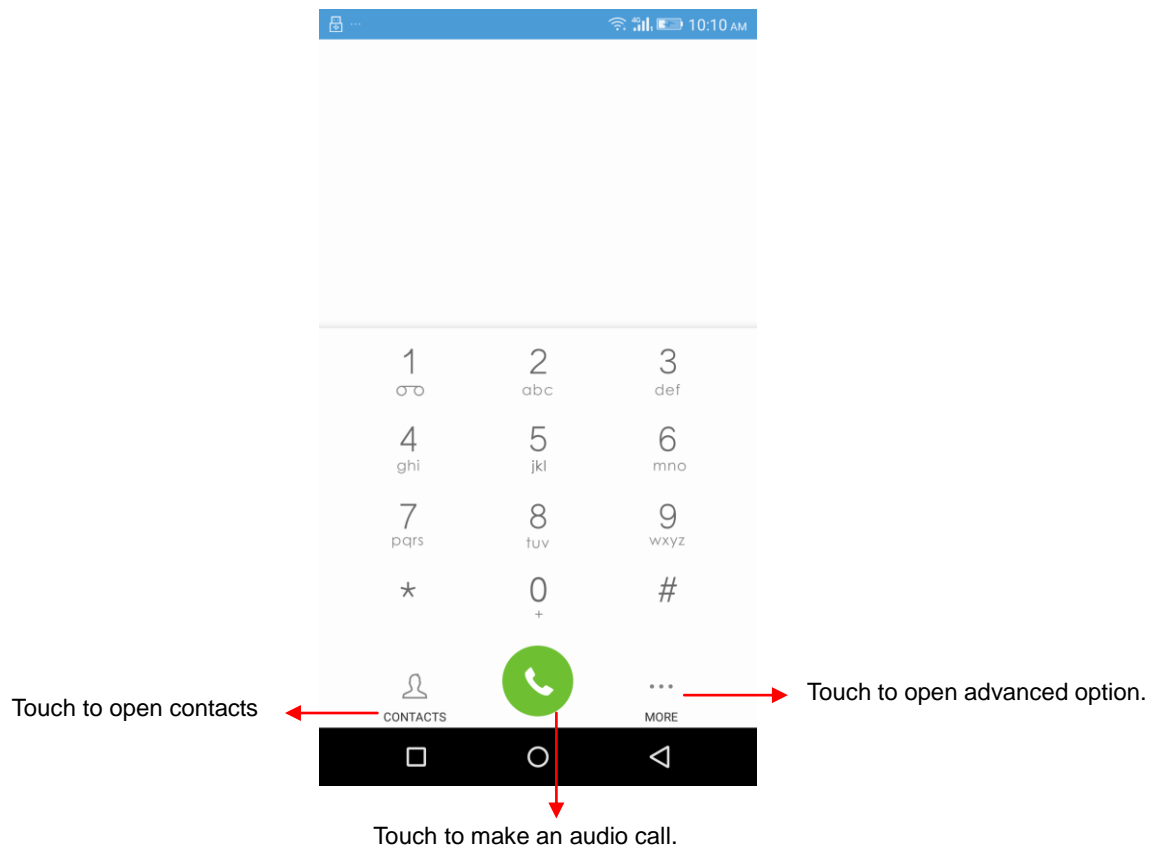 4G 10:10 AM
1 2 3
abc def
4 5 6
ghi jkl mno
7 8 9
pqrs tuv wxyz
* 0 #
+
Touch to open contacts
CONTACTS
MORE
Touch to open advanced option.
Touch to make an audio call.